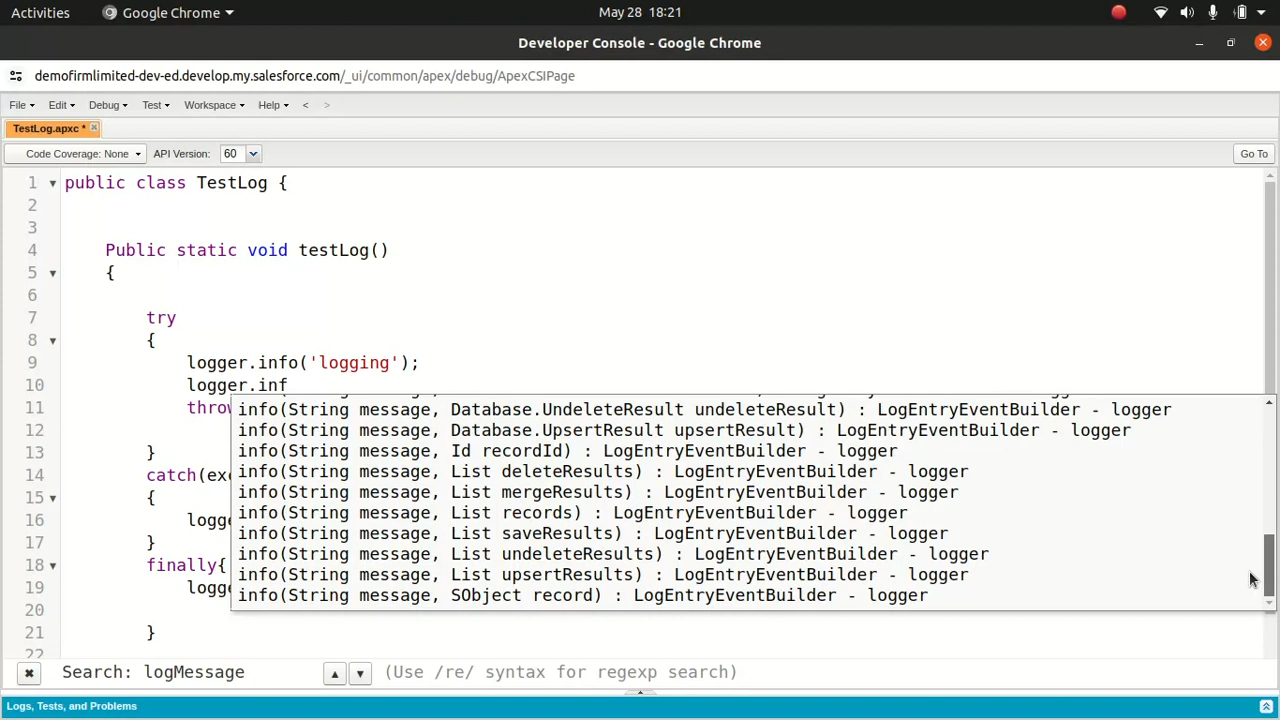 Activities Google Chrome May 28 18:21
Developer Console - Google Chrome
demofirmlimited-dev-ed.develop.my.salesforce.com/_ui/common/apex/debug/ApexCSIPage
File Edit Debug Test Workspace Help < >
TestLog.apxc *
Code Coverage: None API Version: 60 Go To
1 public class TestLog {
2
3
4 Public static void testLog()
5 {
6
7 try
8 {
9 logger.info('logging');
10 logger.inf
11 throw
info(String message, Database.UndeleteResult undeleteResult) : LogEntryEventBuilder - logger
12
info(String message, Database.UpsertResult upsertResult) : LogEntryEventBuilder - logger
13 }
info(String message, Id recordId) : LogEntryEventBuilder - logger
14 catch(exc
info(String message, List deleteResults) : LogEntryEventBuilder - logger
15 {
info(String message, List mergeResults) : LogEntryEventBuilder - logger
16 logge
info(String message, List records) : LogEntryEventBuilder - logger
17 }
info(String message, List saveResults) : LogEntryEventBuilder - logger
18 finally{
info(String message, List undeleteResults) : LogEntryEventBuilder - logger
19 logge
info(String message, List upsertResults) : LogEntryEventBuilder - logger
info(String message, SObject record) : LogEntryEventBuilder - logger
20
21 }
22
Search: logMessage (Use /re/ syntax for regexp search)
Logs, Tests, and Problems